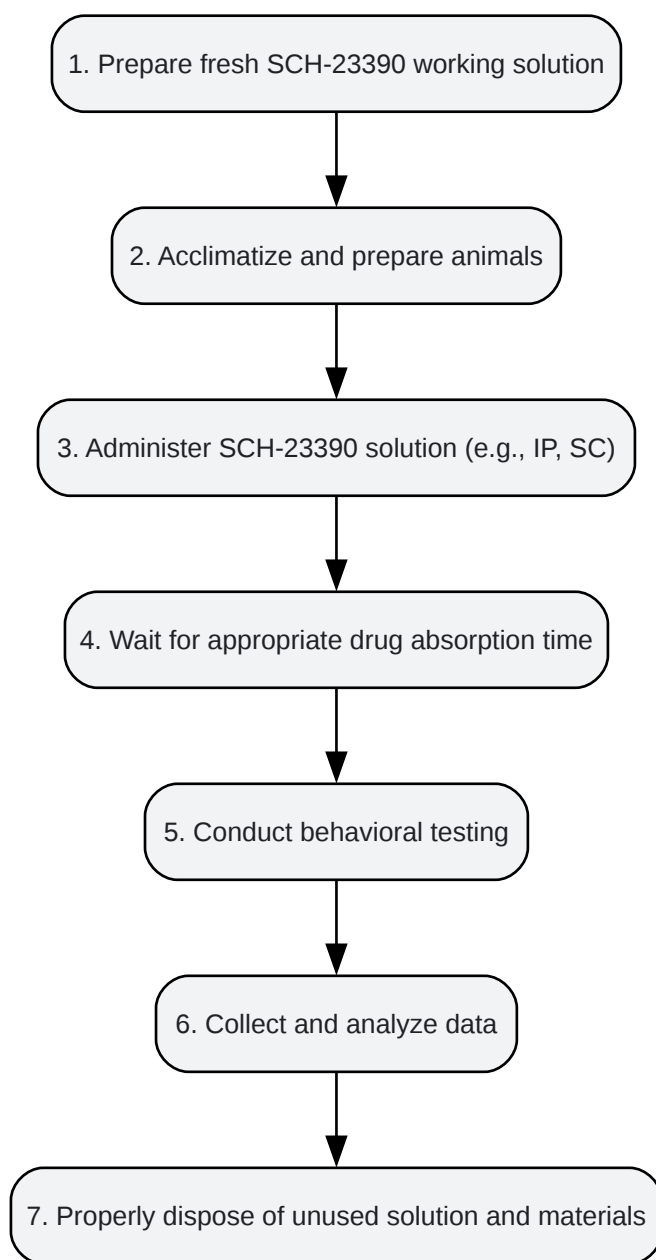 1. Prepare fresh SCH-23390 working solution
2. Acclimatize and prepare animals
3. Administer SCH-23390 solution (e.g., IP, SC)
4. Wait for appropriate drug absorption time
5. Conduct behavioral testing
6. Collect and analyze data
7. Properly dispose of unused solution and materials